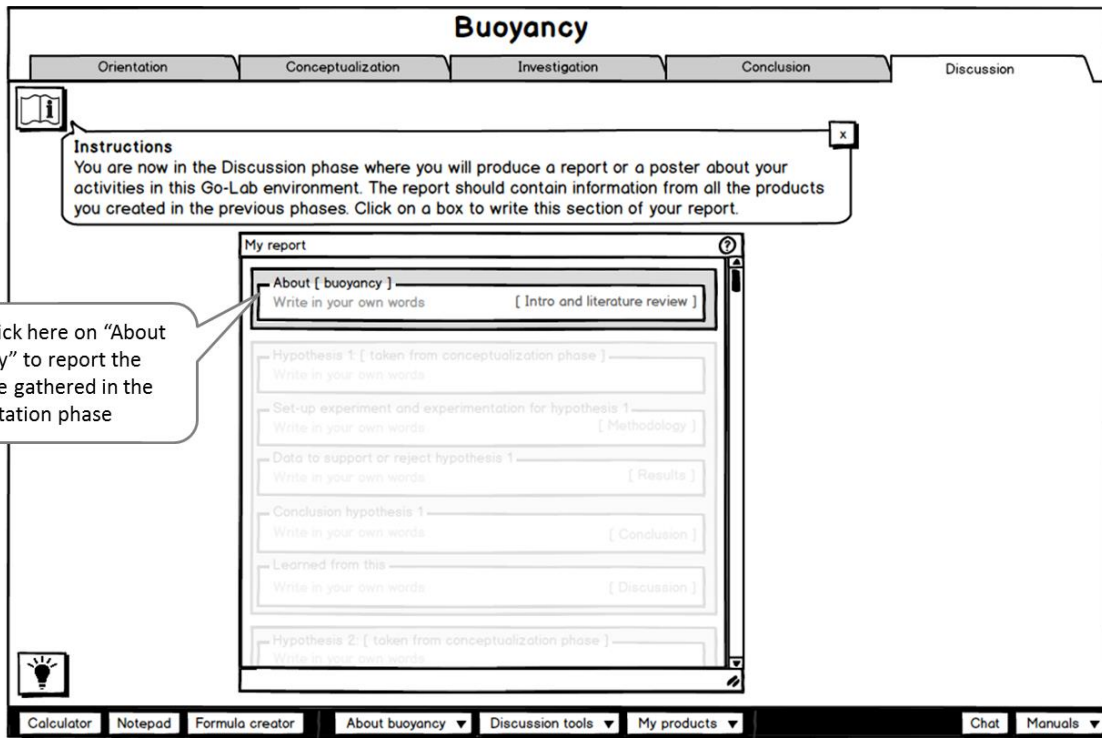 Buoyancy
Orientation
Conceptualization
Investigation
Conclusion
Discussion
i
x
Instructions
You are now in the Discussion phase where you will produce a report or a poster about your
activities in this Go-Lab environment. The report should contain information from all the products
you created in the previous phases. Click on a box to write this section of your report.
My report
?
About [ buoyancy ]
Write in your own words [ Intro and literature review ]
ick here on “About
y” to report the
e gathered in the
tation phase
Hypothesis 1: [ taken from conceptualization phase ]
Write in your own words
Set-up experiment and experimentation for hypothesis 1
Write in your own words [ Methodology ]
Data to support or reject hypothesis 1
Write in your own words [ Results ]
Conclusion hypothesis 1
Write in your own words [ Conclusion ]
Learned from this
Write in your own words [ Discussion ]
Hypothesis 2: [ taken from conceptualization phase ]
Write in your own words
Calculator Notepad Formula creator About buoyancy Discussion tools My products Chat Manuals